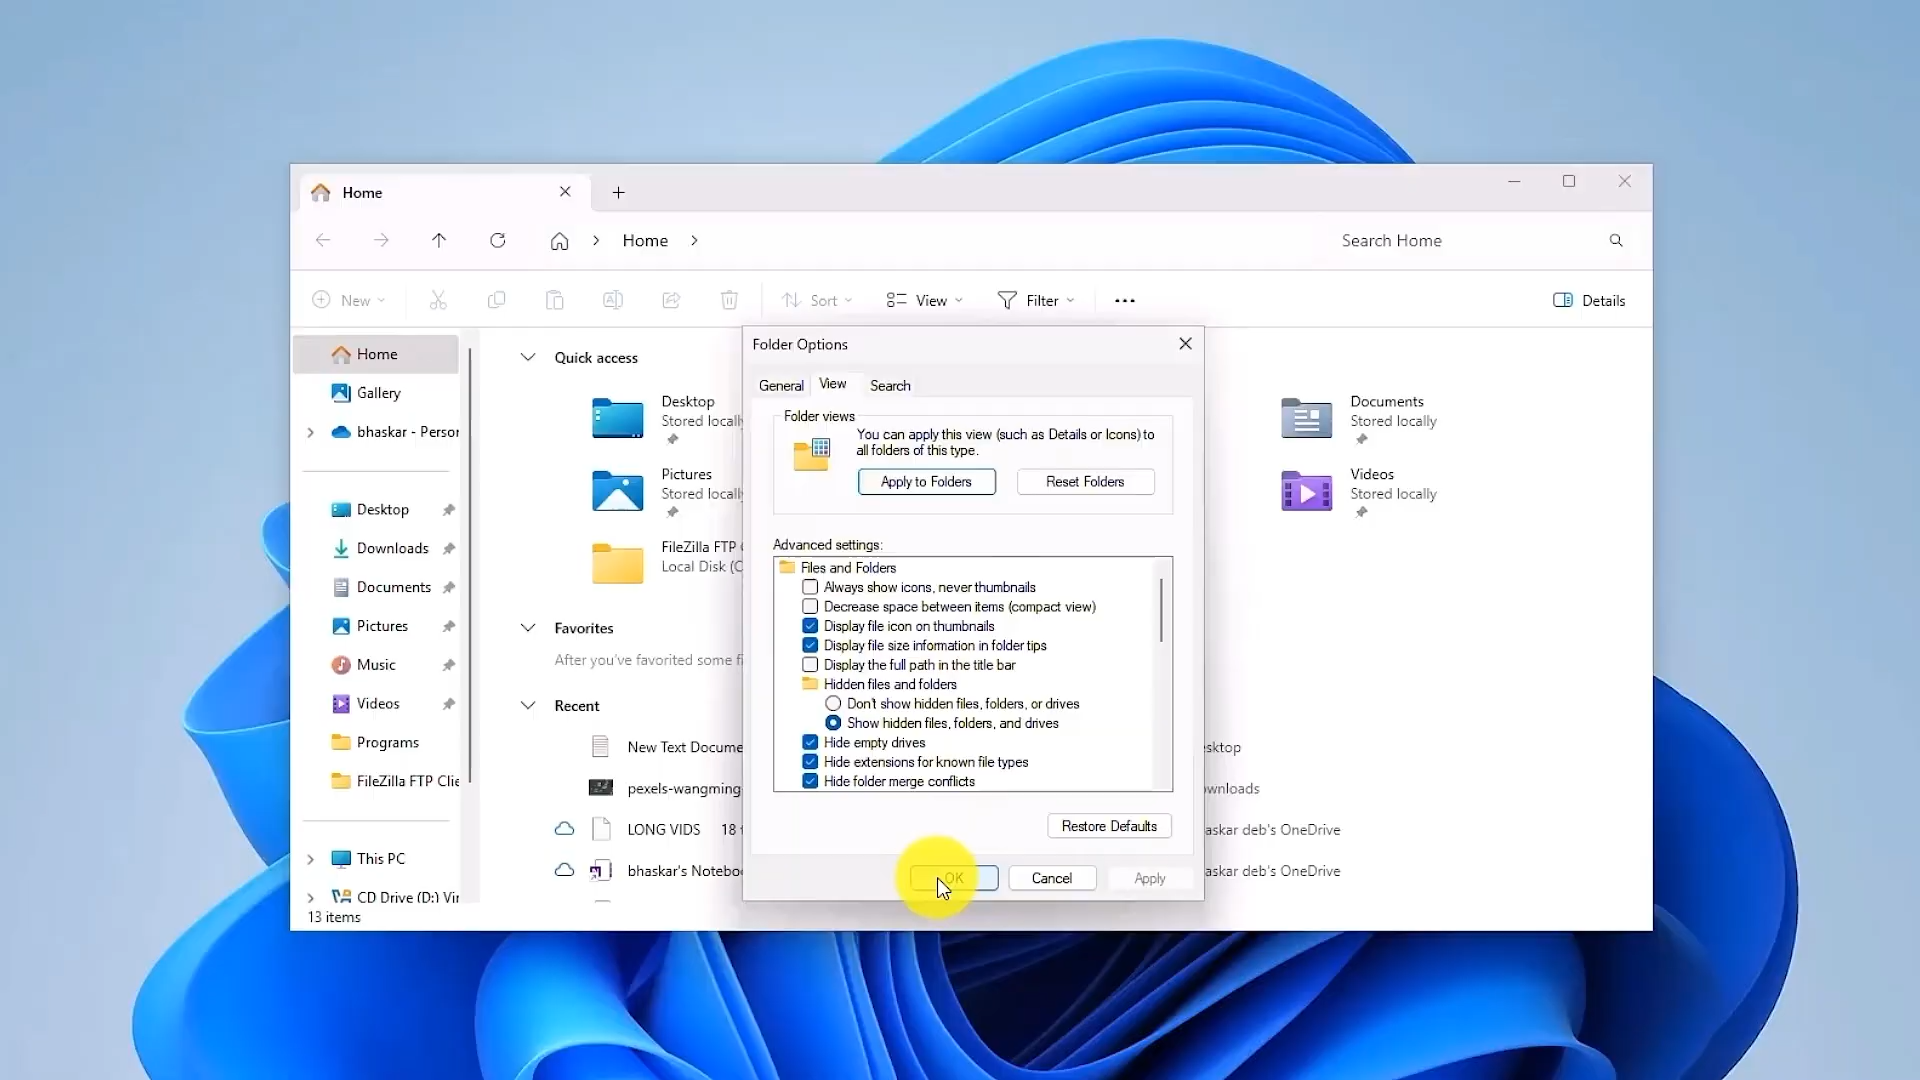 Home
Home
Search Home
New
Sort
View
Filter
Details
Home
Gallery
bhaskar - Persor
Desktop
Downloads
Documents
Pictures
Music
Videos
Programs
FileZilla FTP Clie
This PC
CD Drive (D:) Vir
13 items
Quick access
Desktop
Stored locally
Pictures
Stored locally
FileZilla FTP
Local Disk (C
Documents
Stored locally
Videos
Stored locally
Favorites
After you've favorited some fi
Recent
New Text Docume
sktop
pexels-wangming
wnloads
LONG VIDS 18
askar deb's OneDrive
bhaskar's Notebo
askar deb's OneDrive
Folder Options
General
View
Search
Folder views
You can apply this view (such as Details or Icons) to
all folders of this type.
Apply to Folders
Reset Folders
Advanced settings:
Files and Folders
Always show icons, never thumbnails
Decrease space between items (compact view)
Display file icon on thumbnails
Display file size information in folder tips
Display the full path in the title bar
Hidden files and folders
Don't show hidden files, folders, or drives
Show hidden files, folders, and drives
Hide empty drives
Hide extensions for known file types
Hide folder merge conflicts
Restore Defaults
OK
Cancel
Apply